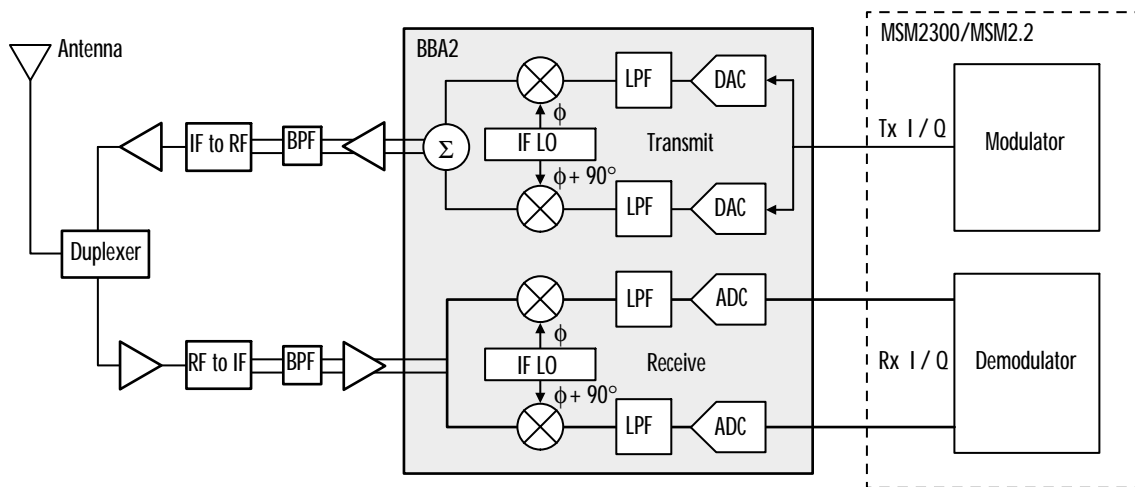 Antenna
BBA2
MSM2300/MSM2.2
LPF
DAC
ϕ
IF to RF
BPF
Σ
IF LO
Transmit
Tx I / Q
Modulator
ϕ + 90°
LPF
DAC
Duplexer
LPF
ADC
ϕ
RF to IF
BPF
IF LO
Receive
Rx I / Q
Demodulator
ϕ + 90°
LPF
ADC